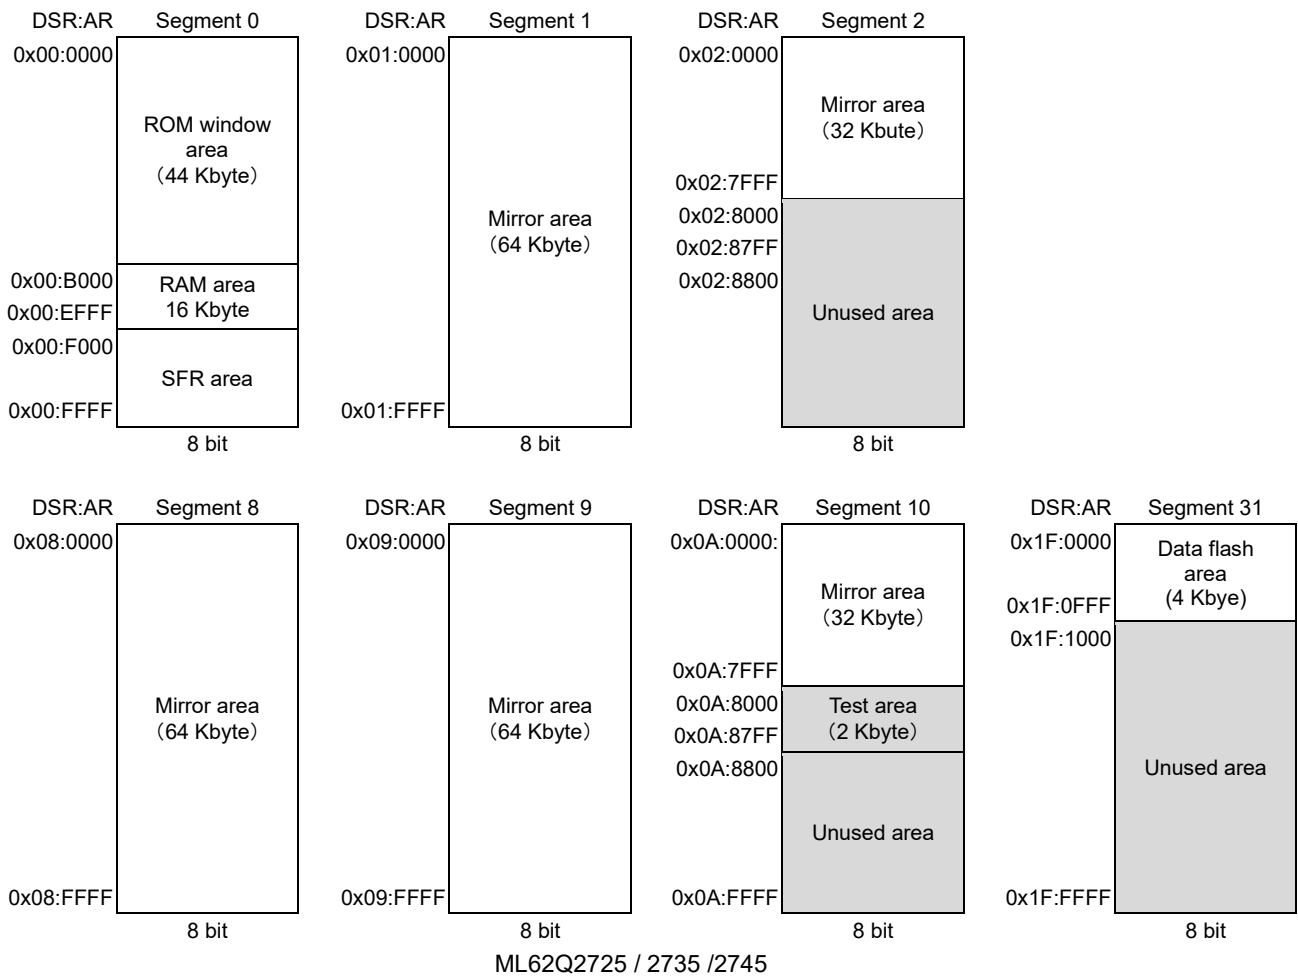 DSR:AR Segment 0
0x00:0000
ROM window
area
（44 Kbyte）
0x00:B000
RAM area
0x00:EFFF
16 Kbyte
0x00:F000
SFR area
0x00:FFFF
8 bit
DSR:AR Segment 1
0x01:0000
Mirror area
（64 Kbyte）
0x01:FFFF
8 bit
DSR:AR Segment 2
0x02:0000
Mirror area
（32 Kbute）
0x02:7FFF
0x02:8000
0x02:87FF
0x02:8800
Unused area
8 bit
DSR:AR Segment 8
0x08:0000
Mirror area
（64 Kbyte）
0x08:FFFF
8 bit
DSR:AR Segment 9
0x09:0000
Mirror area
（64 Kbyte）
0x09:FFFF
8 bit
DSR:AR Segment 10
0x0A:0000:
Mirror area
（32 Kbyte）
0x0A:7FFF
0x0A:8000
Test area
（2 Kbyte）
0x0A:87FF
0x0A:8800
Unused area
0x0A:FFFF
8 bit
DSR:AR Segment 31
0x1F:0000
Data flash
area
(4 Kbye)
0x1F:0FFF
0x1F:1000
Unused area
0x1F:FFFF
8 bit
ML62Q2725 / 2735 /2745